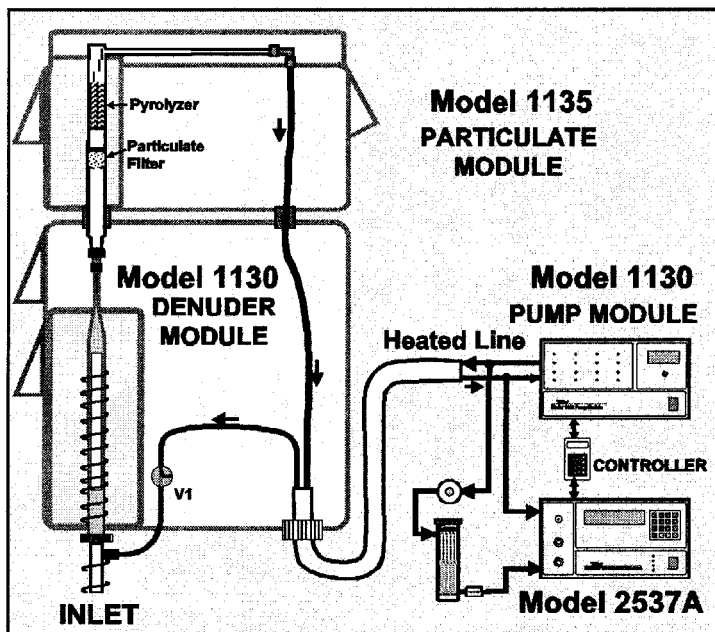 Pyrolyzer
Particulate
Filter
Model 1135
PARTICULATE
MODULE
Model 1130
DENUDER
MODULE
Model 1130
PUMP MODULE
Heated Line
CONTROLLER
V1
INLET
Model 2537A